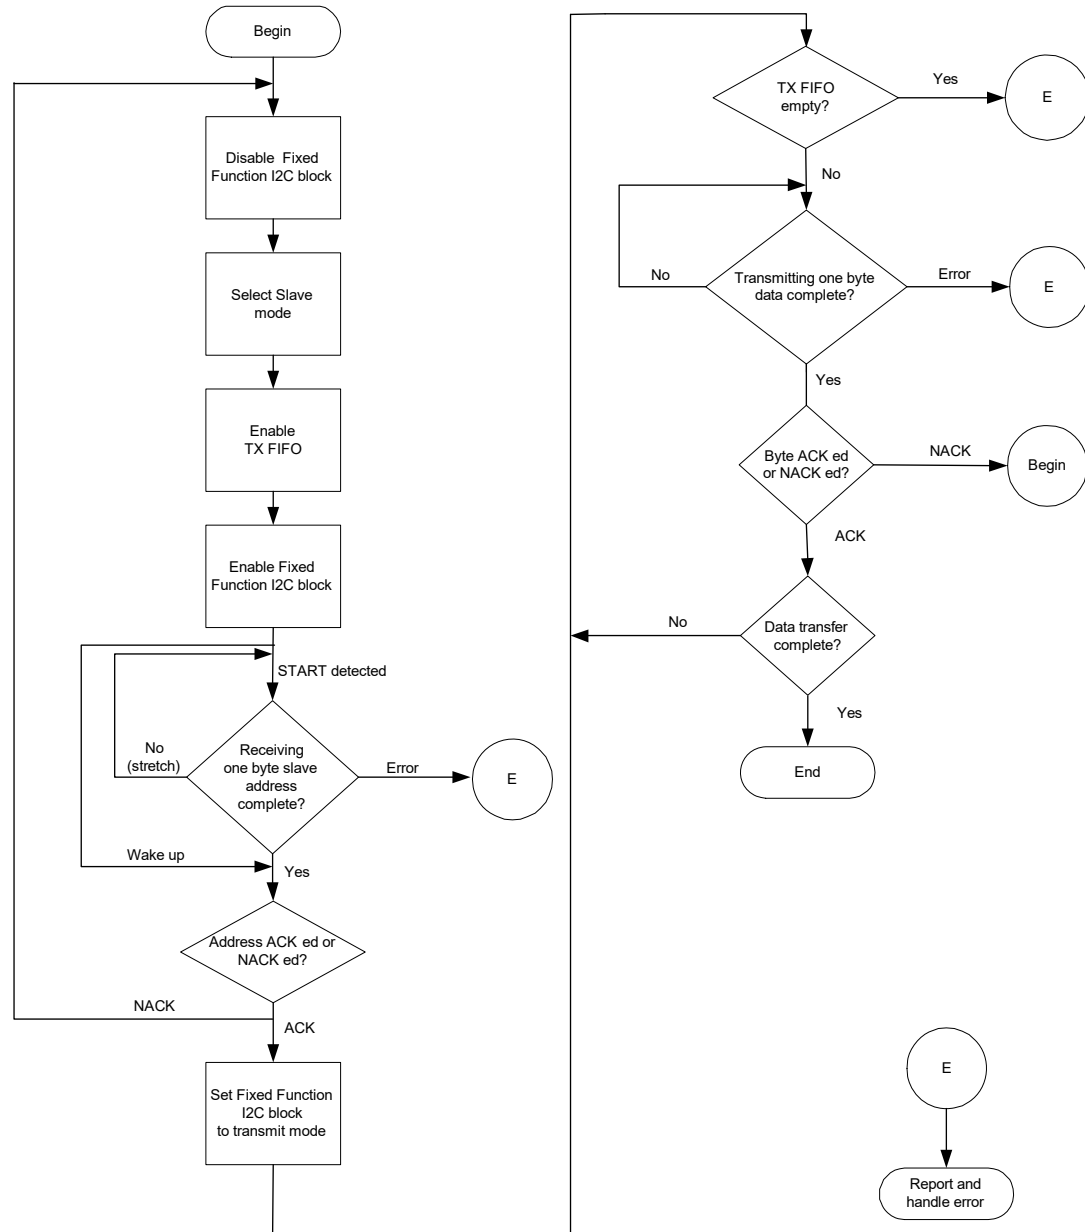 Begin
Disable Fixed
Function I2C block
Select Slave
mode
Enable
TX FIFO
Enable Fixed
Function I2C block
START detected
No
(stretch)
Receiving
one byte slave
address
complete?
Error
E
Wake up
Yes
Address ACK ed or
NACK ed?
NACK
ACK
Set Fixed Function
I2C block
to transmit mode
TX FIFO
empty?
Yes
E
No
No
Transmitting one byte
data complete?
Error
E
Yes
Byte ACK ed
or NACK ed?
NACK
Begin
ACK
No
Data transfer
complete?
Yes
End
E
Report and
handle error